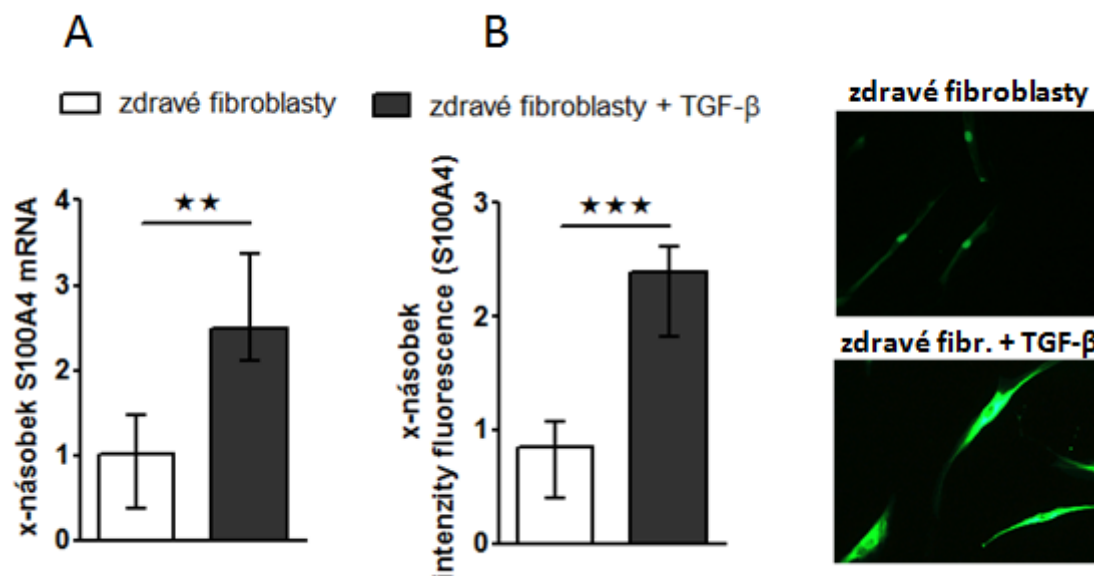 A
B
zdravé fibroblasty
zdravé fibroblasty + TGF-β
x-násobek S100A4 mRNA
4
3
2
1
0
★★
x-násobek
intenzity fluorescence (S100A4)
3
2
1
0
★★★
zdravé fibroblasty
zdravé fibr. + TGF-β